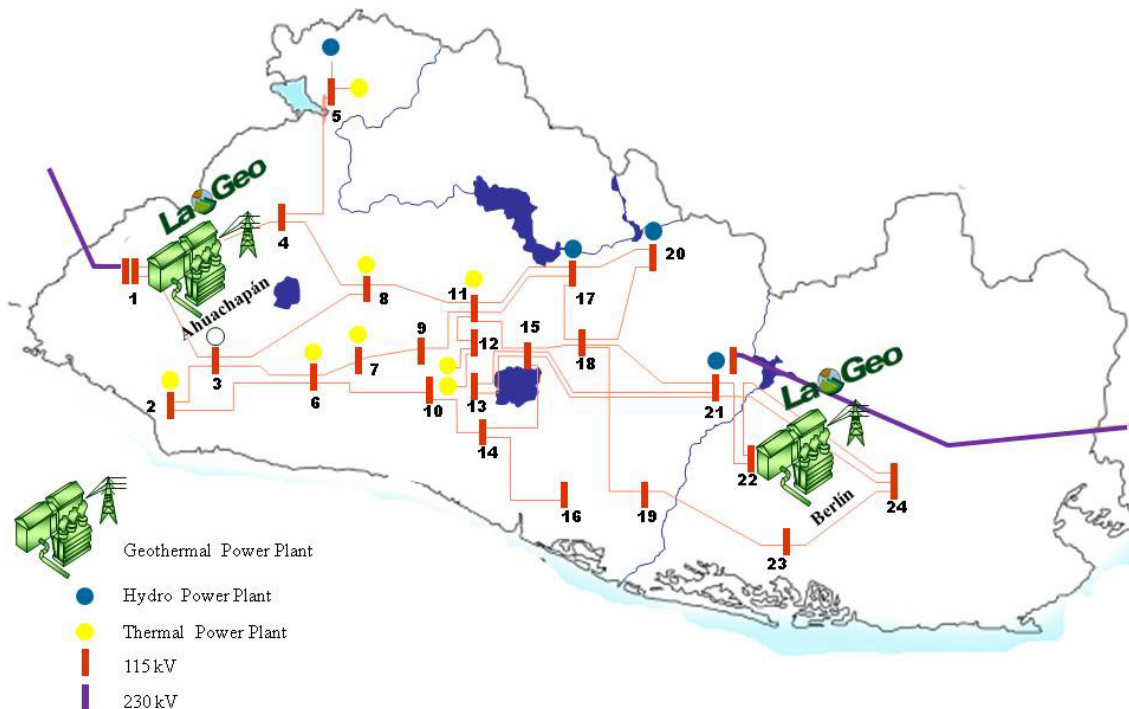 5
LaGeo
4
1
Ahuachapán
8
11
17
20
3
9
12
15
18
2
6
7
10
13
14
21
LaGeo
22
Berlín
24
16
19
23
Geothermal Power Plant
Hydro Power Plant
Thermal Power Plant
115 kV
230 kV